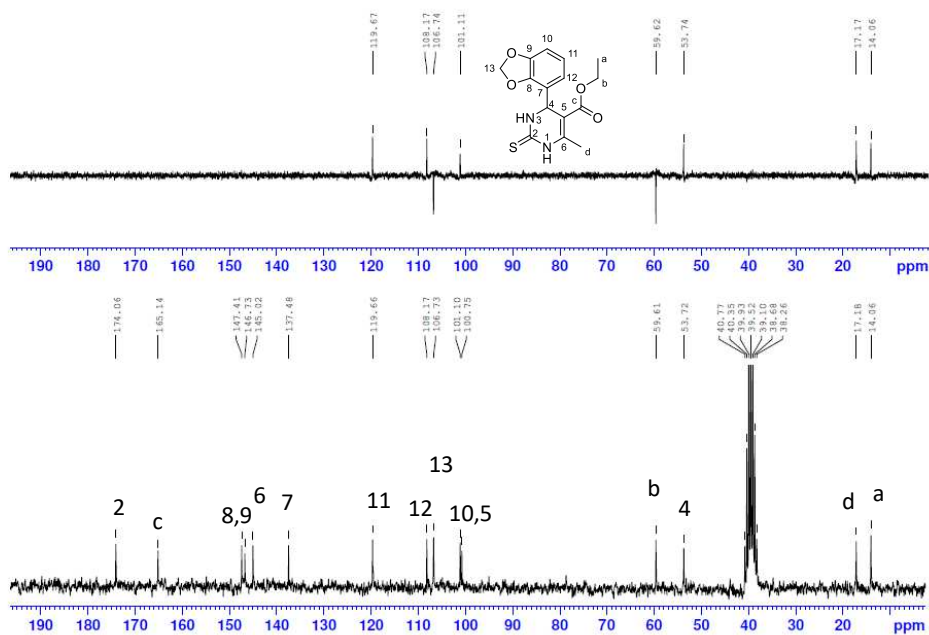 119.67
108.17
106.74
101.11
59.62
53.74
17.17
14.06
10
9
11
a
O
13
8
12
O
b
O
7
c
4
5
O
HN
3
2
1
6
S
N
H
d
190 180 170 160 150 140 130 120 110 100 90 80 70 60 50 40 30 20 ppm
174.06
165.14
147.41
146.73
145.02
137.48
119.66
108.17
106.73
101.10
100.75
59.61
53.72
40.77
40.35
39.93
39.52
39.10
38.68
38.26
17.18
14.06
13
2
c
8,9
6
7
11
12
10,5
b
4
d
a
190 180 170 160 150 140 130 120 110 100 90 80 70 60 50 40 30 20 ppm